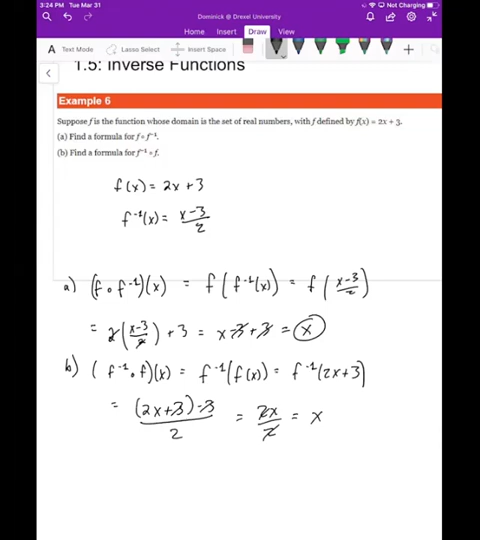 3:24 PM Tue Mar 31
Not Charging
Dominick @ Drexel University
Home Insert Draw View
Text Mode Lasso Select Insert Space
1.5: Inverse Functions
Example 6
Suppose f is the function whose domain is the set of real numbers, with f defined by f(x) = 2x + 3.
(a) Find a formula for f ∘ f⁻¹.
(b) Find a formula for f⁻¹ ∘ f.
f(x) = 2x + 3
f⁻¹(x) = (x-3)/2
a) (f ∘ f⁻¹)(x) = f(f⁻¹(x)) = f((x-3)/2)
= 2((x-3)/2) + 3 = x - 3 + 3 = x
b) (f⁻¹ ∘ f)(x) = f⁻¹(f(x) = f⁻¹(2x+3)
= ((2x+3) - 3)/2 = 2x/2 = x